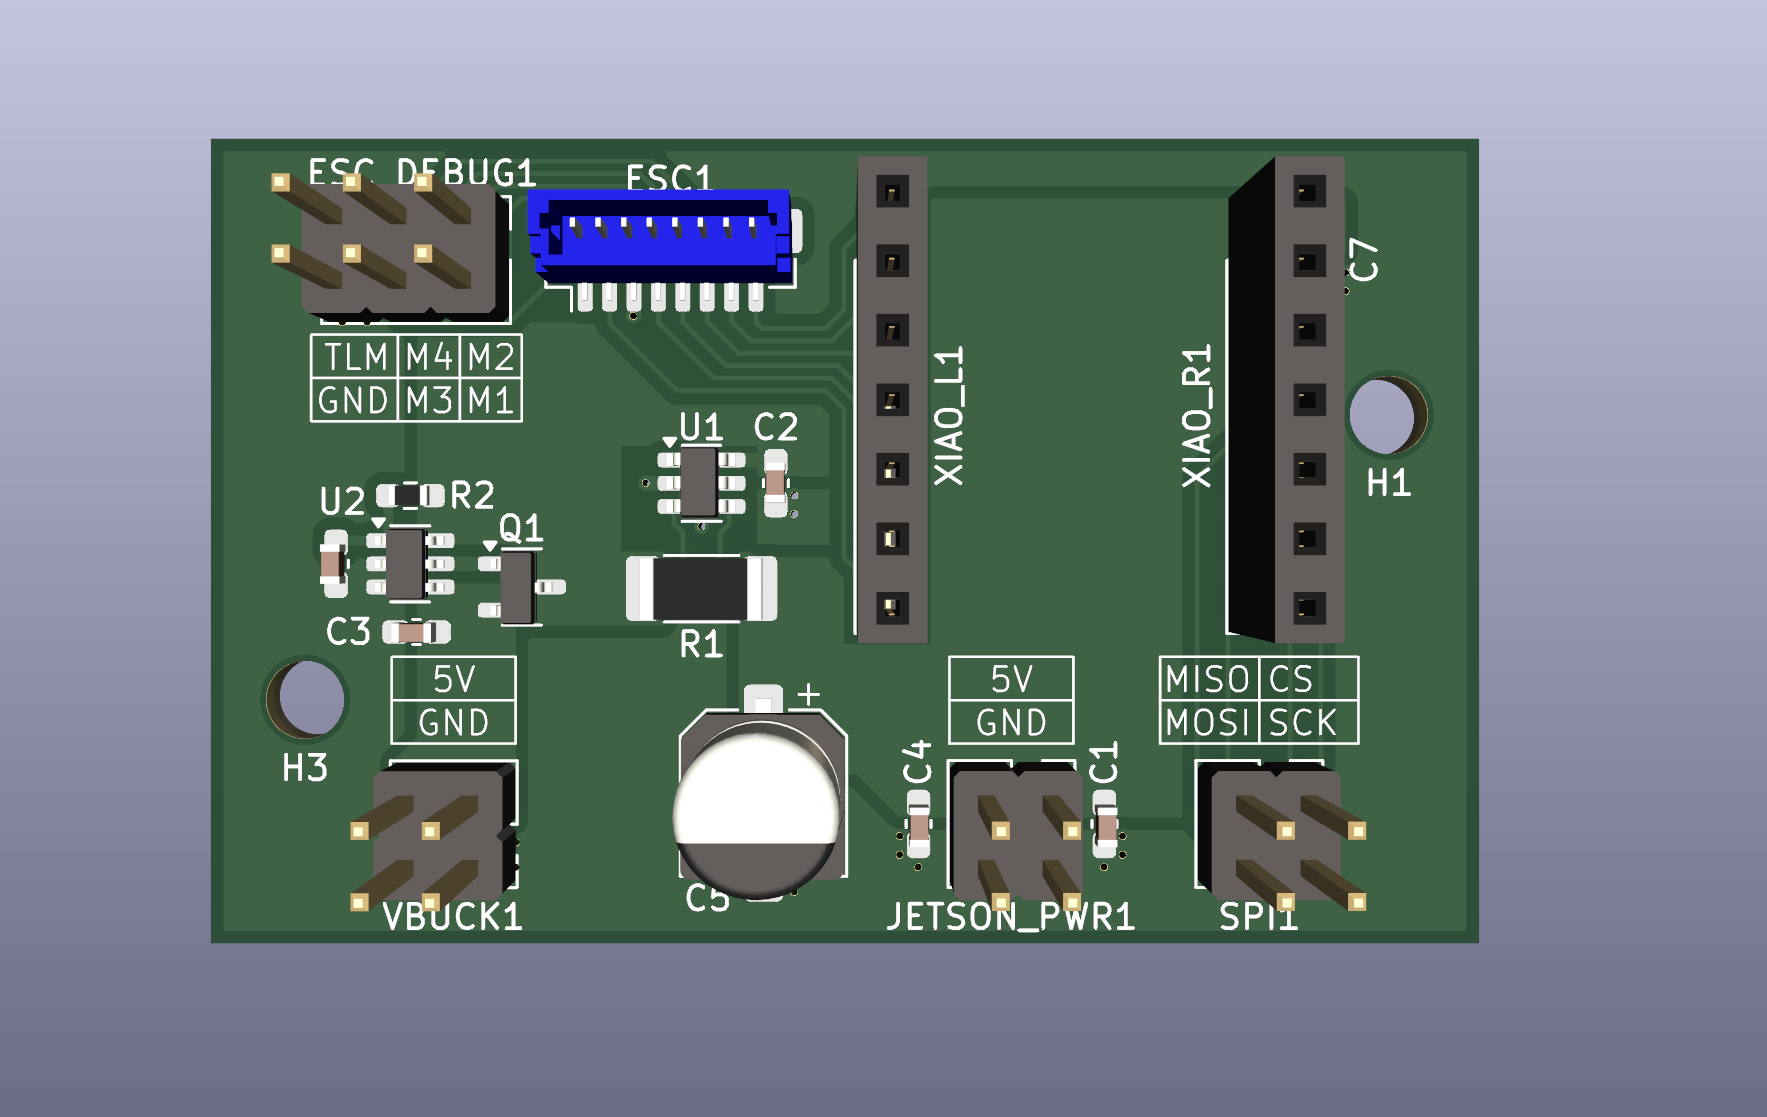 ESC_DEBUG1
ESC1
C7
TLM M4 M2
GND M3 M1
XIAO_L1
XIAO_R1
U1
C2
H1
U2
R2
Q1
C3
R1
5V
GND
5V
GND
MISO CS
MOSI SCK
+
H3
C4
C1
C5
VBUCK1
JETSON_PWR1
SPI1